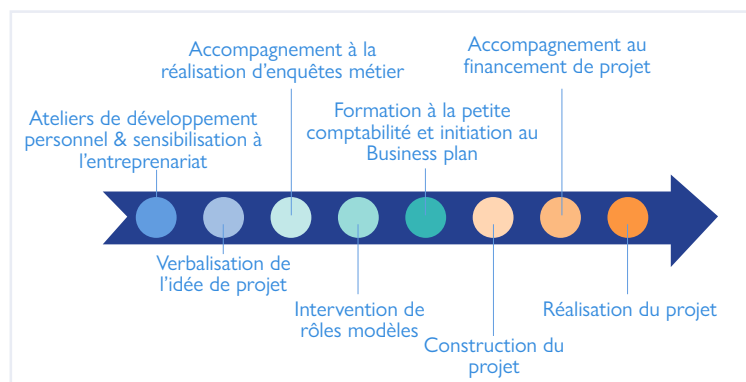 Ateliers de développement
personnel & sensibilisation à
l'entreprenariat
Verbalisation de
l'idée de projet
Accompagnement à la
réalisation d'enquêtes métier
Intervention de
rôles modèles
Formation à la petite
comptabilité et initiation au
Business plan
Construction du
projet
Accompagnement au
financement de projet
Réalisation du projet